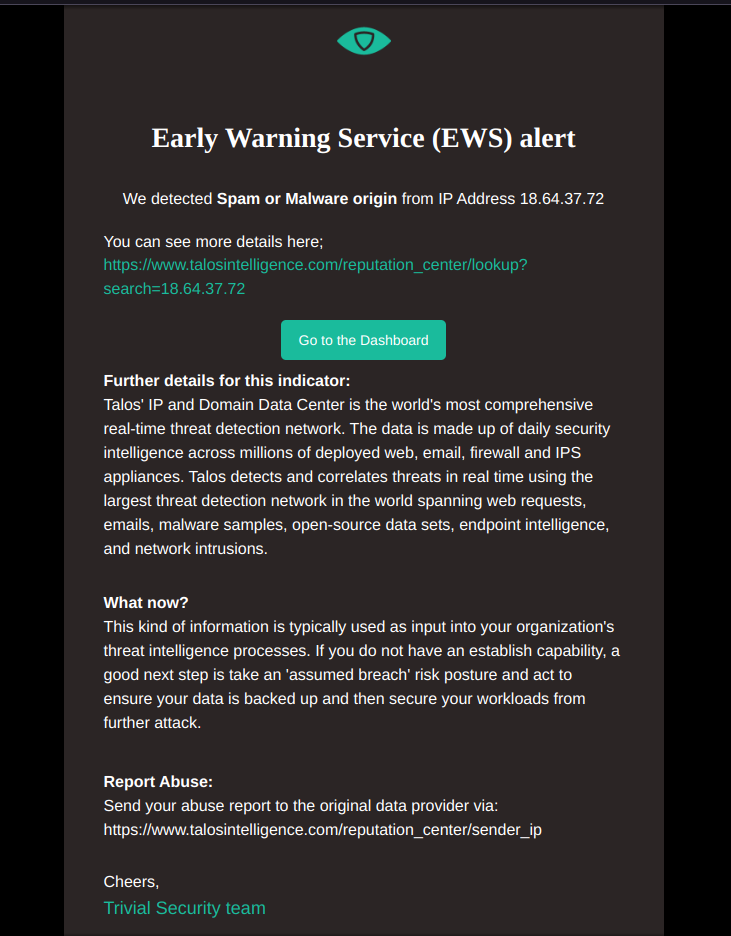 Early Warning Service (EWS) alert
We detected Spam or Malware origin from IP Address 18.64.37.72
You can see more details here;
https://www.talosintelligence.com/reputation_center/lookup?
search=18.64.37.72
Go to the Dashboard
Further details for this indicator:
Talos' IP and Domain Data Center is the world's most comprehensive
real-time threat detection network. The data is made up of daily security
intelligence across millions of deployed web, email, firewall and IPS
appliances. Talos detects and correlates threats in real time using the
largest threat detection network in the world spanning web requests,
emails, malware samples, open-source data sets, endpoint intelligence,
and network intrusions.
What now?
This kind of information is typically used as input into your organization's
threat intelligence processes. If you do not have an establish capability, a
good next step is take an 'assumed breach' risk posture and act to
ensure your data is backed up and then secure your workloads from
further attack.
Report Abuse:
Send your abuse report to the original data provider via:
https://www.talosintelligence.com/reputation_center/sender_ip
Cheers,
Trivial Security team